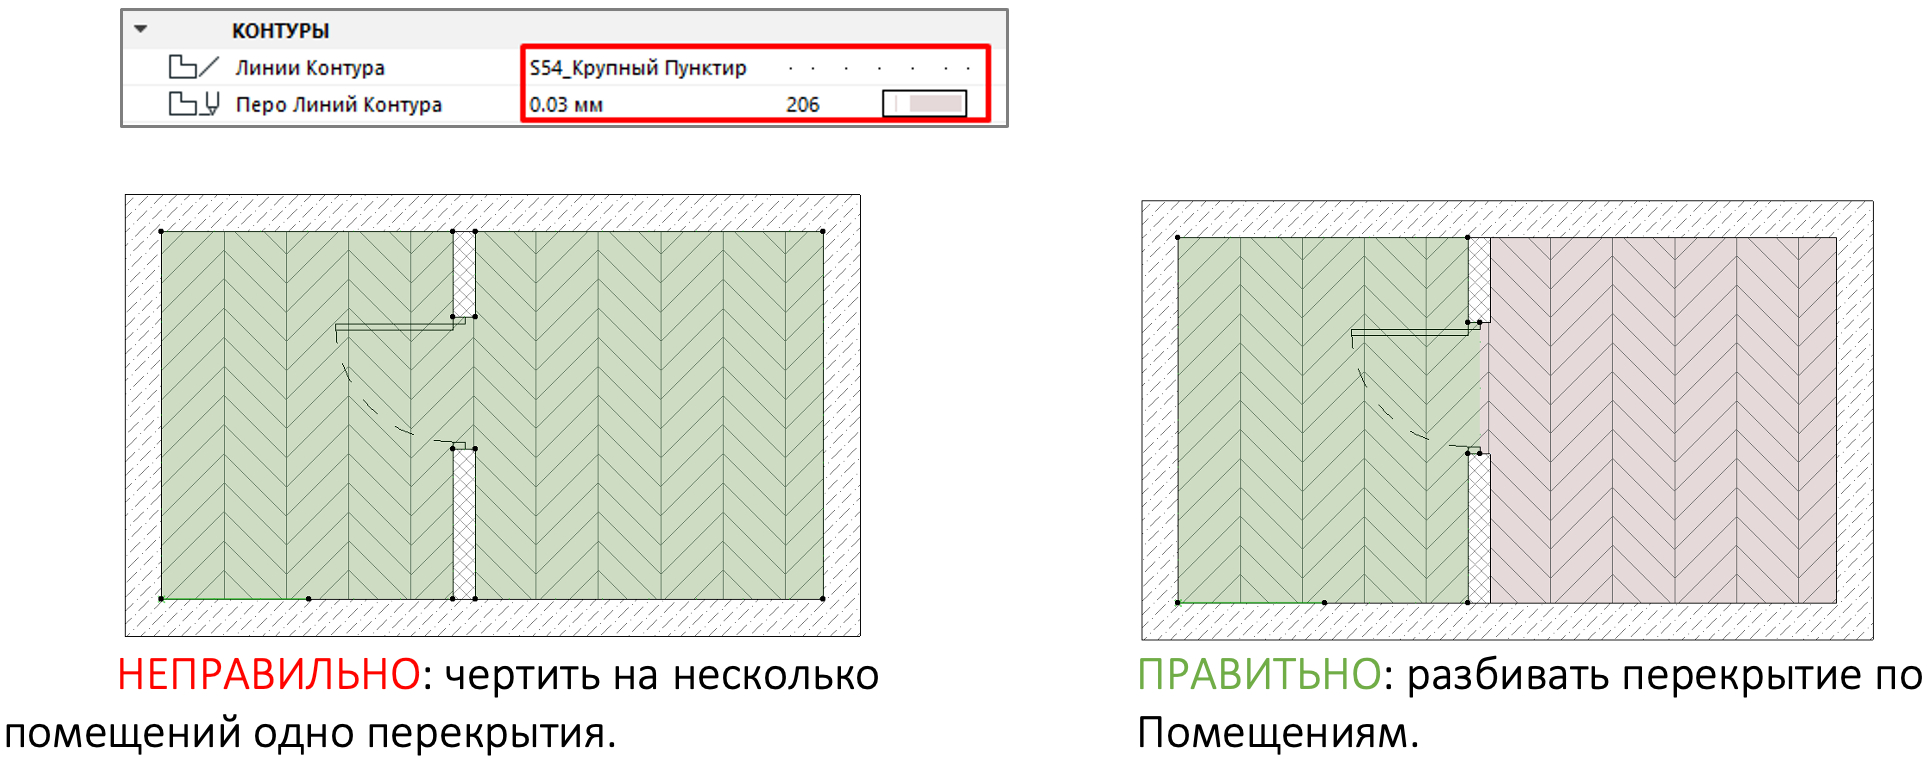 КОНТУРЫ
Линии Контура S54_Крупный Пунктир
Перо Линий Контура 0.03 мм 206
НЕПРАВИЛЬНО: чертить на несколько
помещений одно перекрытия.
ПРАВИТЬНО: разбивать перекрытие по
Помещениям.